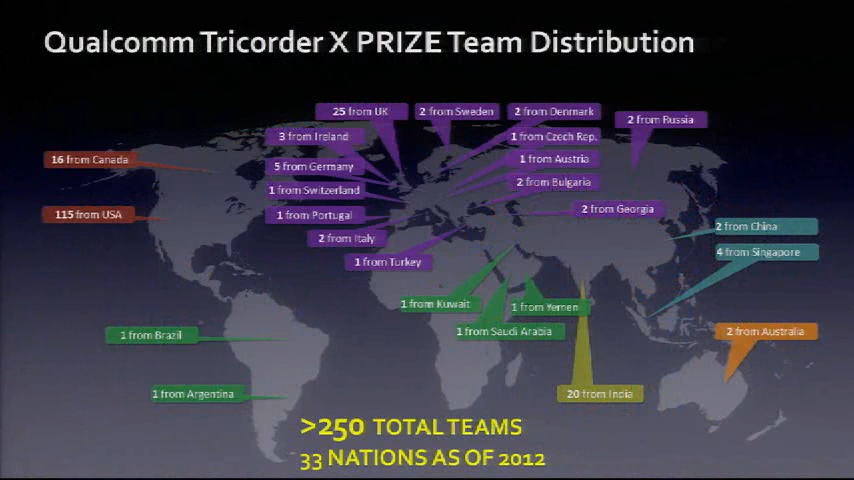 Qualcomm Tricorder X PRIZE Team Distribution
25 from UK
2 from Sweden
2 from Denmark
2 from Russia
3 from Ireland
1 from Czech Rep.
16 from Canada
5 from Germany
1 from Austria
1 from Switzerland
2 from Bulgaria
115 from USA
1 from Portugal
2 from Georgia
2 from China
2 from Italy
4 from Singapore
1 from Turkey
1 from Kuwait
1 from Yemen
1 from Brazil
1 from Saudi Arabia
2 from Australia
1 from Argentina
20 from India
>250 TOTAL TEAMS
33 NATIONS AS OF 2012